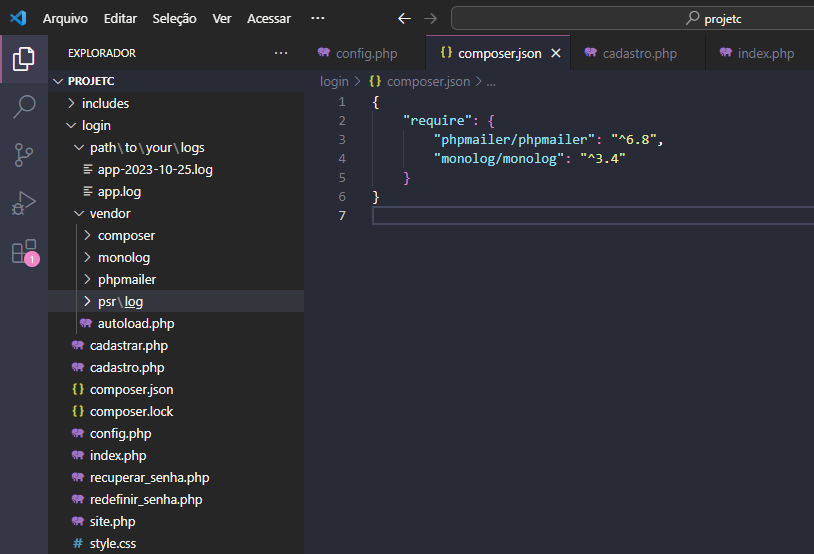 Arquivo Editar Seleção Ver Acessar ··· projetc
EXPLORADOR ···
config.php composer.json cadastro.php index.php
PROJETC
login > {} composer.json > ...
includes
login
path\to\your\logs
app-2023-10-25.log
app.log
vendor
composer
monolog
phpmailer
psr\log
autoload.php
cadastrar.php
cadastro.php
{} composer.json
{} composer.lock
config.php
index.php
recuperar_senha.php
redefinir_senha.php
site.php
# style.css
1
1 {
2 "require": {
3 "phpmailer/phpmailer": "^6.8",
4 "monolog/monolog": "^3.4"
5 }
6 }
7